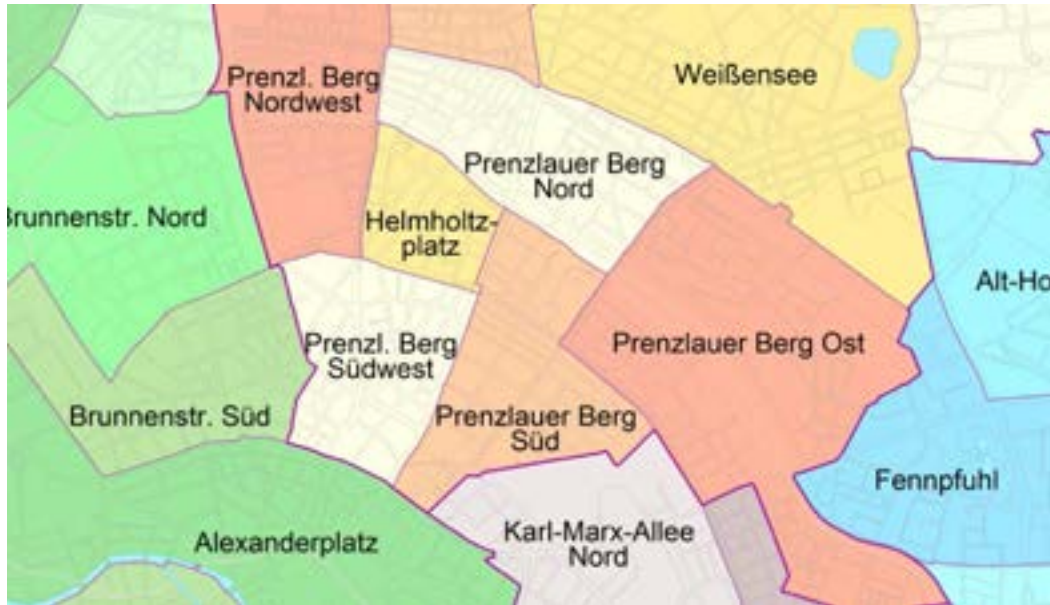 Prenzl. Berg
Nordwest
Weißensee
Prenzlauer Berg
Nord
Brunnenstr. Nord
Helmholtz-
platz
Alt-Ho
Prenzl. Berg
Südwest
Prenzlauer Berg Ost
Brunnenstr. Süd
Prenzlauer Berg
Süd
Fennpfuhl
Alexanderplatz
Karl-Marx-Allee
Nord